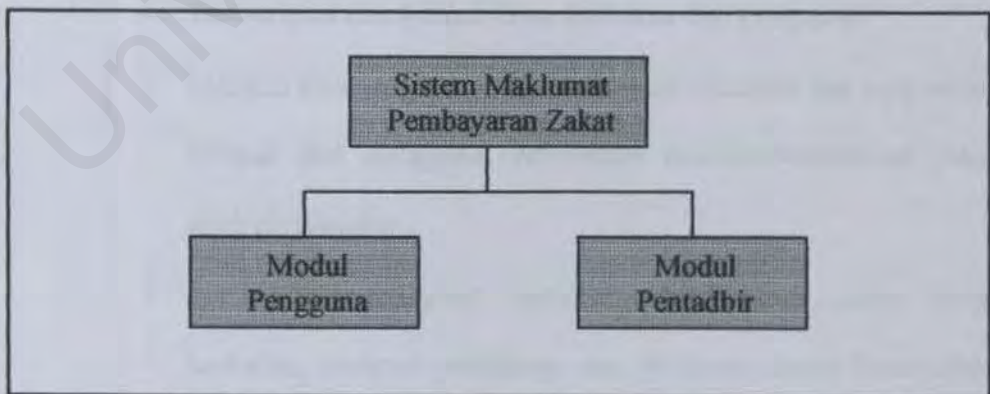 Sistem Maklumat
Pembayaran Zakat
Modul
Pengguna
Modul
Pentadbir